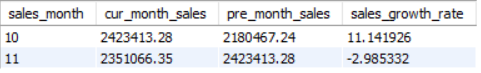 sales_month cur_month_sales pre_month_sales sales_growth_rate
10 2423413.28 2180467.24 11.141926
11 2351066.35 2423413.28 -2.985332